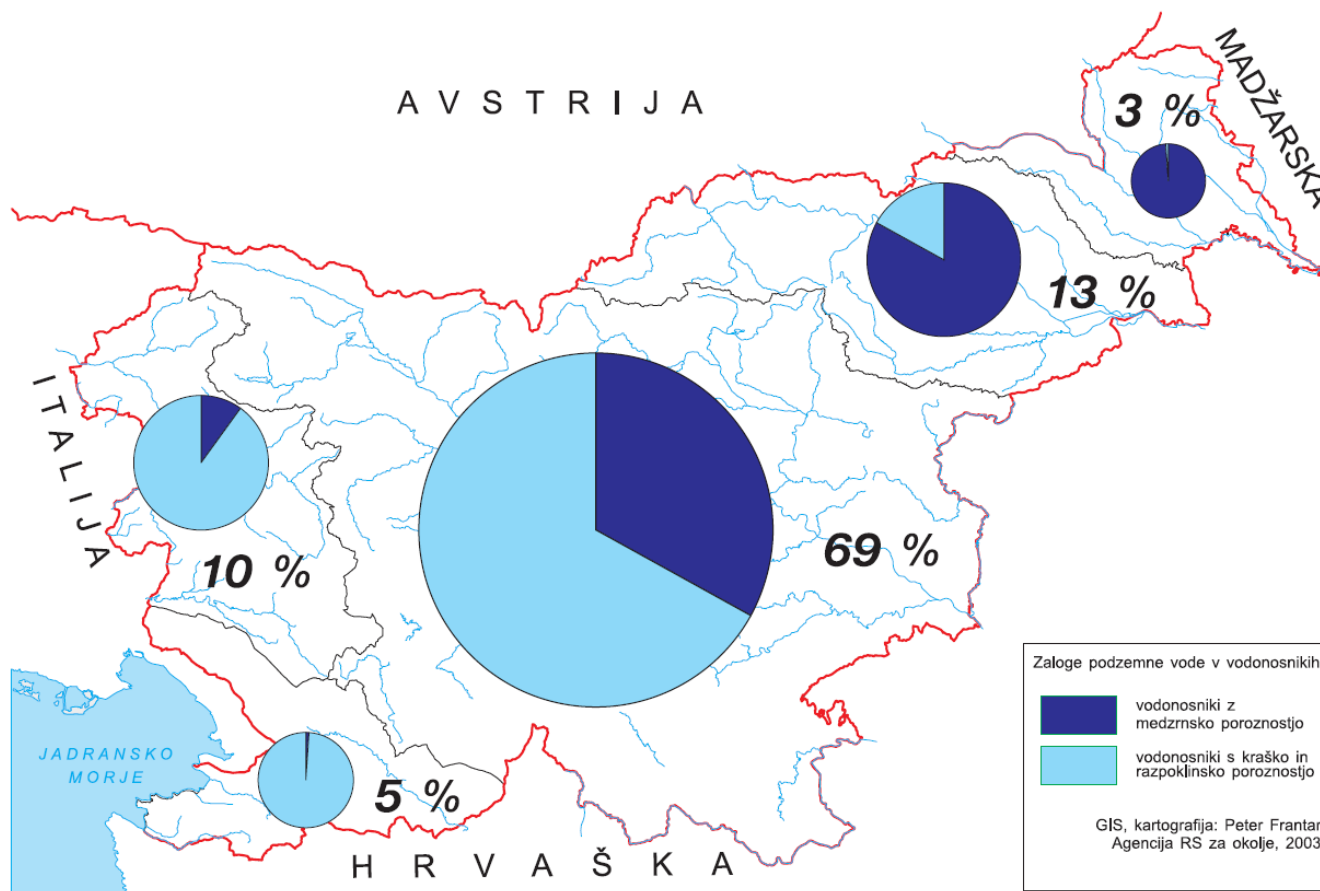 AVSTRIJA
MADŽARSKA
3 %
13 %
ITALIJA
10 %
69 %
JADRANSKO
MORJE
5 %
HRVAŠKA
Zaloge podzemne vode v vodonosnikih
vodonosniki z
medzrnsko poroznostjo
vodonosniki s kraško in
razpoklinsko poroznostjo
GIS, kartografija: Peter Frantar
Agencija RS za okolje, 2003